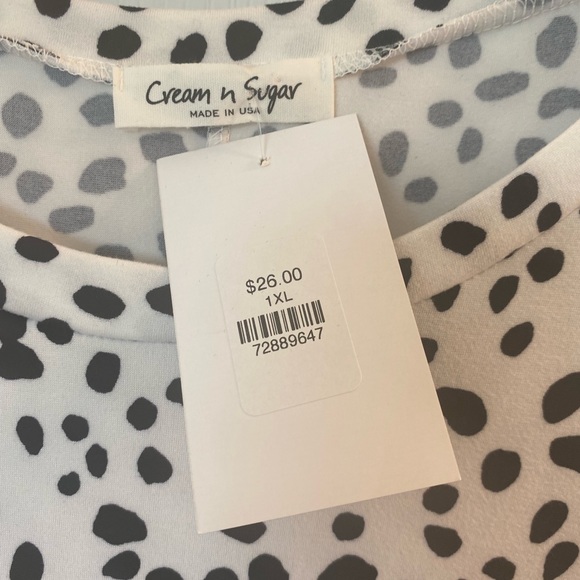 Cream n Sugar
MADE IN USA
$26.00
1XL
72889647